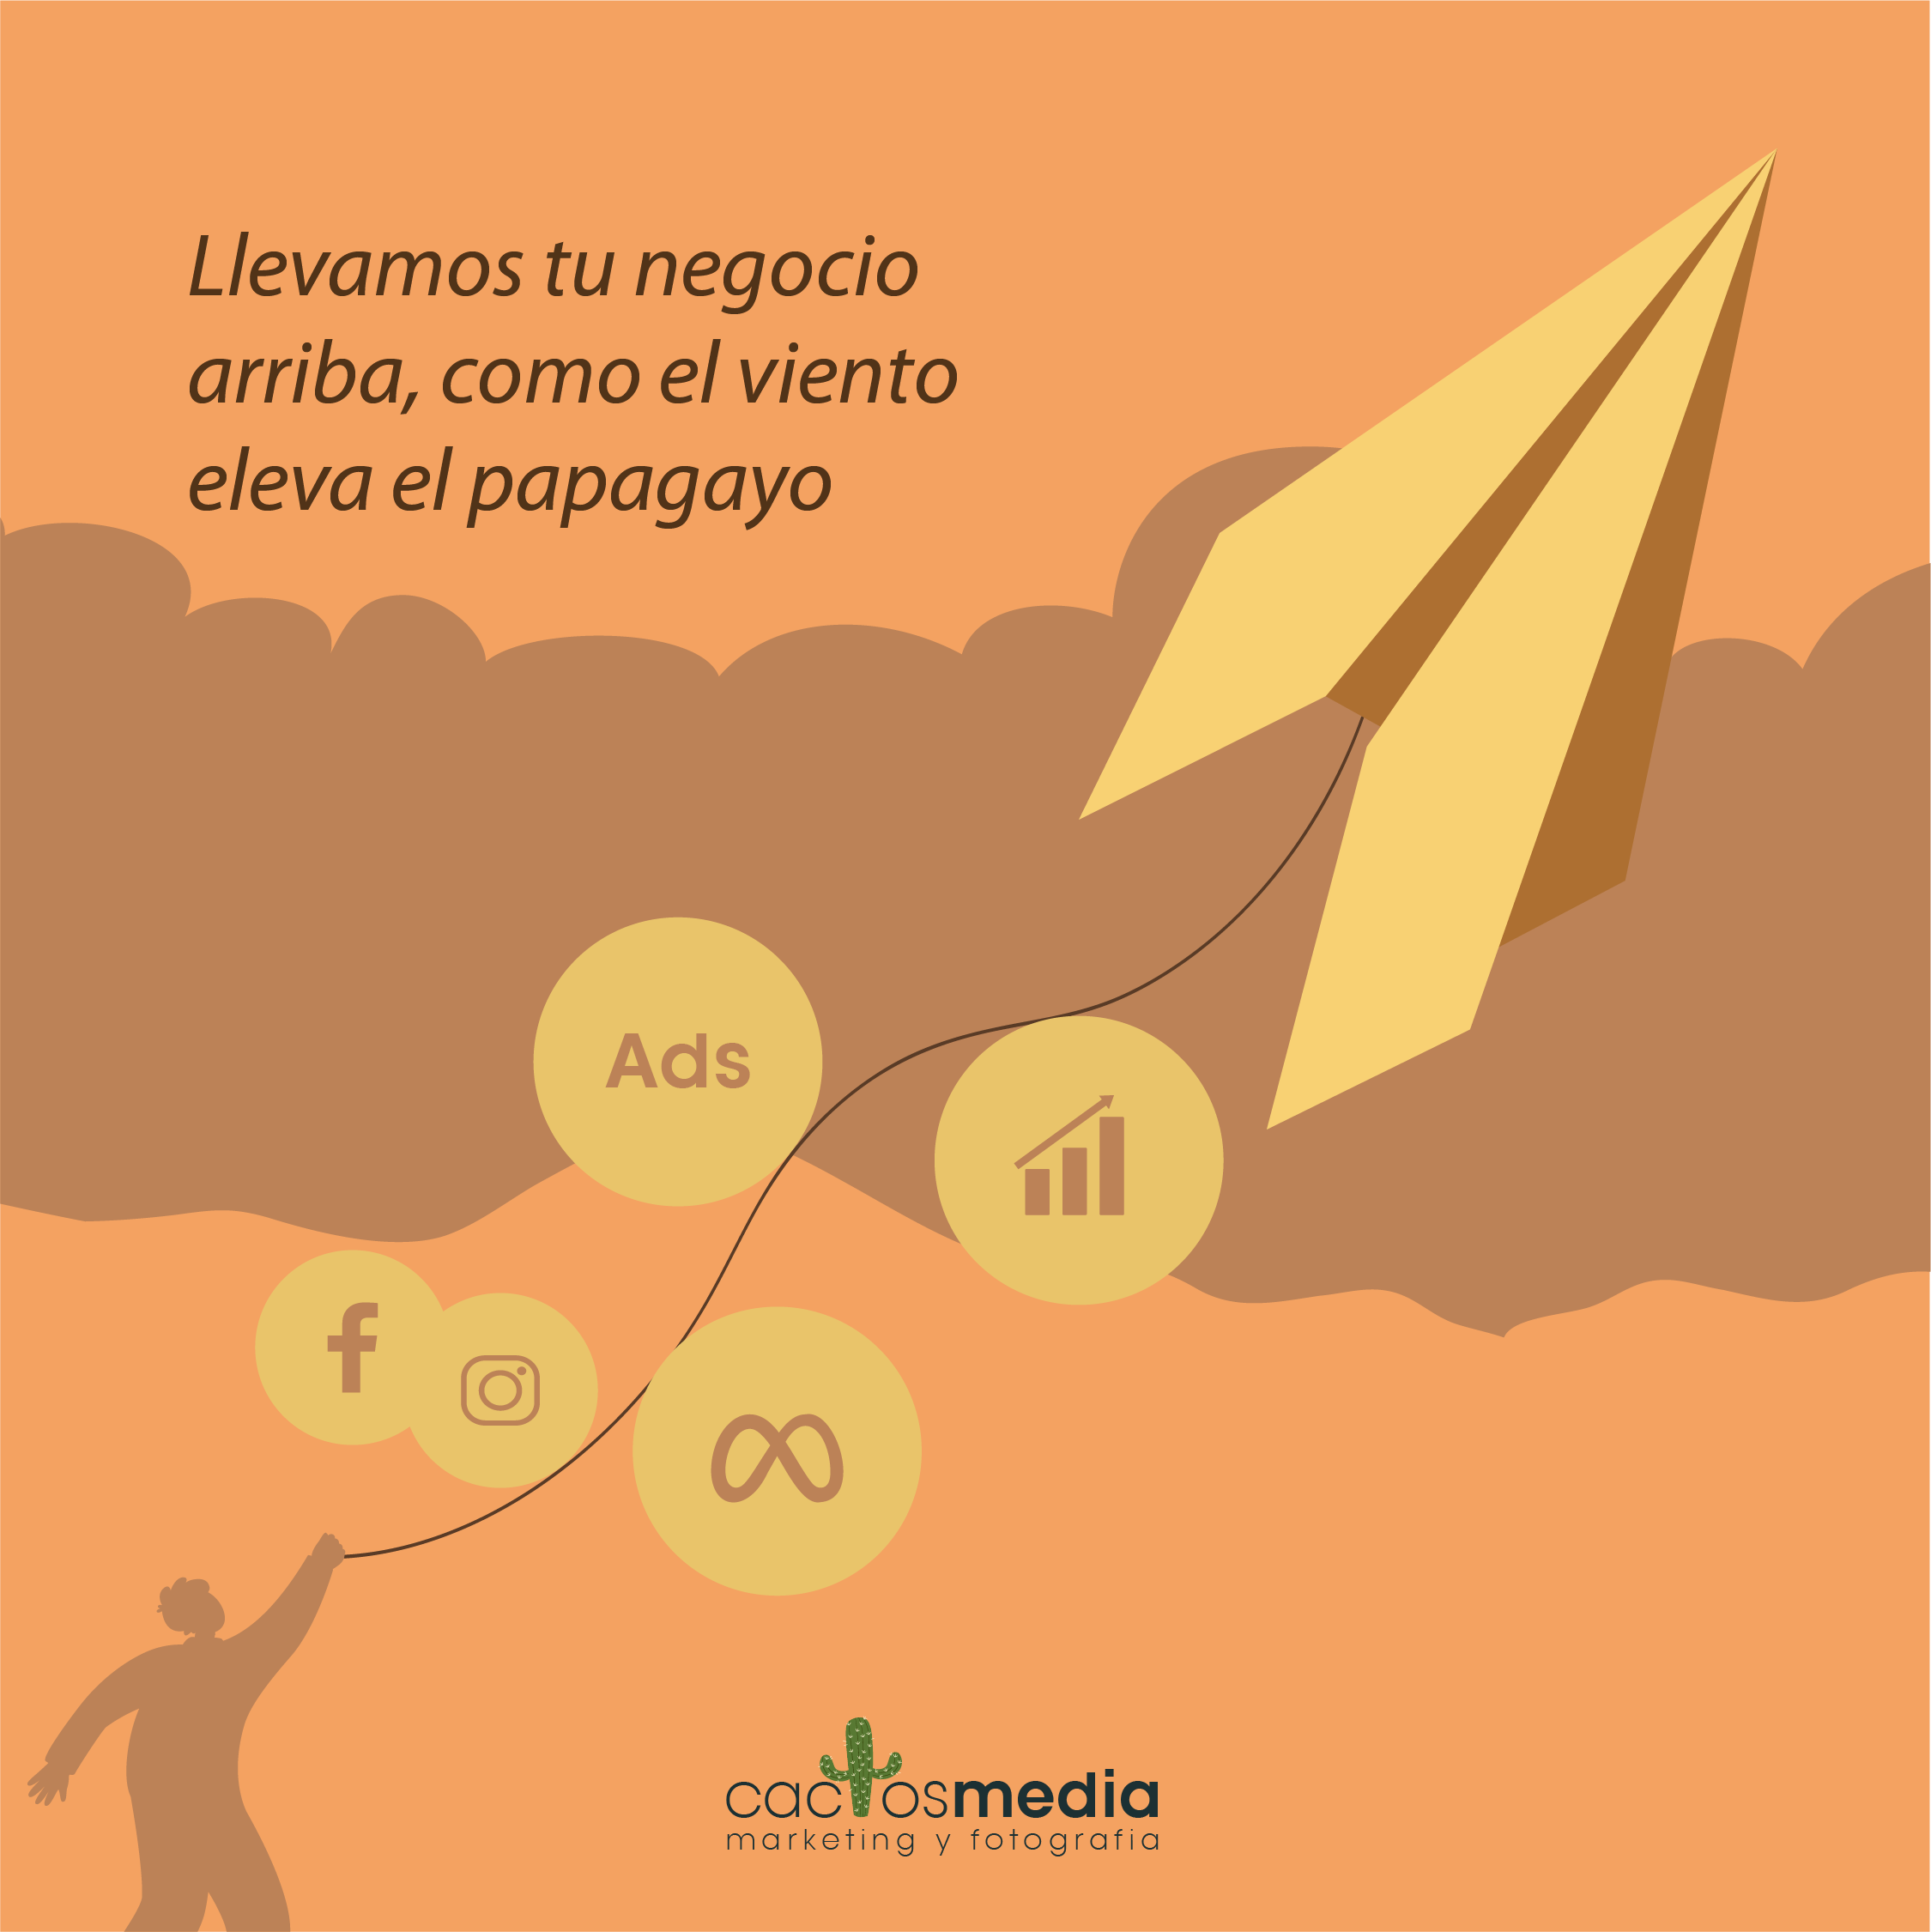 Llevamos tu negocio
arriba, como el viento
eleva el papagayo
Ads
cactosmedia
marketing y fotografia